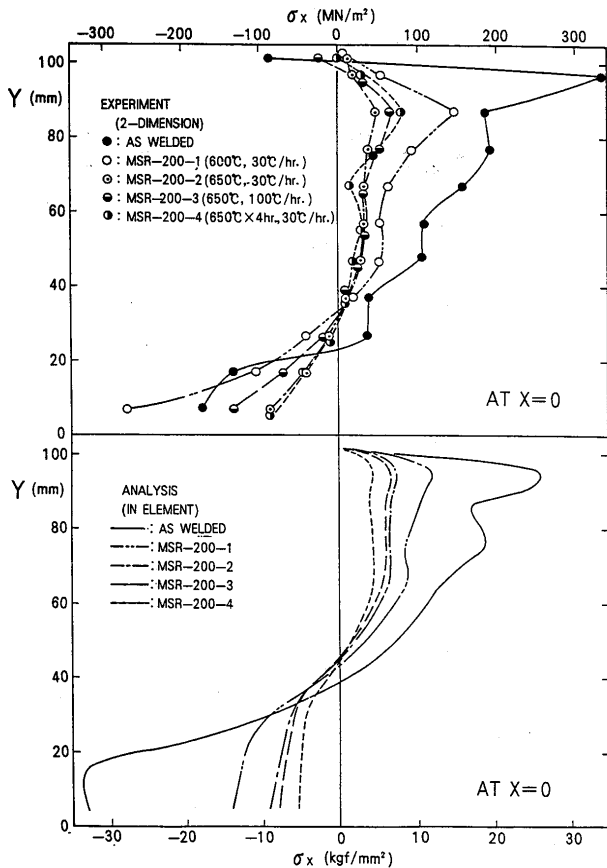 σx (MN/m²)
−300 −200 −100 0 100 200 300
100
80
60
40
20
0
Y (mm)
EXPERIMENT
(2-DIMENSION)
● : AS WELDED
○ : MSR-200-1 (600℃, 30℃/hr.)
⊙ : MSR-200-2 (650℃, 30℃/hr.)
◒ : MSR-200-3 (650℃, 100℃/hr.)
◑ : MSR-200-4 (650℃×4hr., 30℃/hr.)
AT X=0
100
80
60
40
20
0
Y (mm)
ANALYSIS
(IN ELEMENT)
: AS WELDED
: MSR-200-1
: MSR-200-2
: MSR-200-3
: MSR-200-4
AT X=0
−30 −20 −10 0 10 20 30
σx (kgf/mm²)